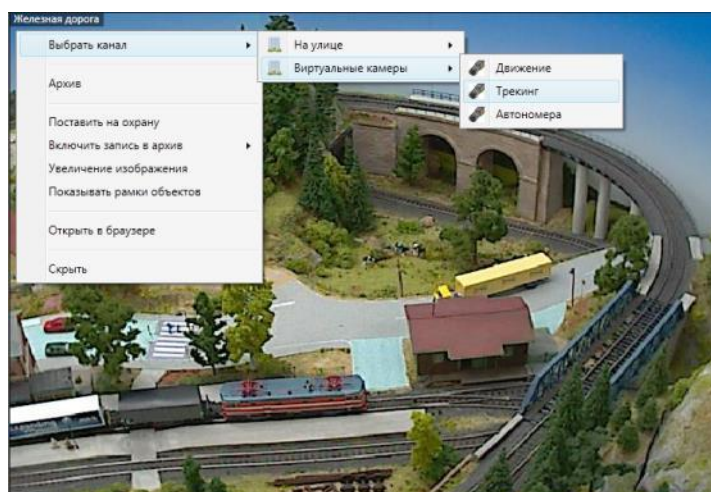 Железная дорога
Выбрать канал
На улице
Виртуальные камеры
Движение
Трекинг
Автономера
Архив
Поставить на охрану
Включить запись в архив
Увеличение изображения
Показывать рамки объектов
Открыть в браузере
Скрыть